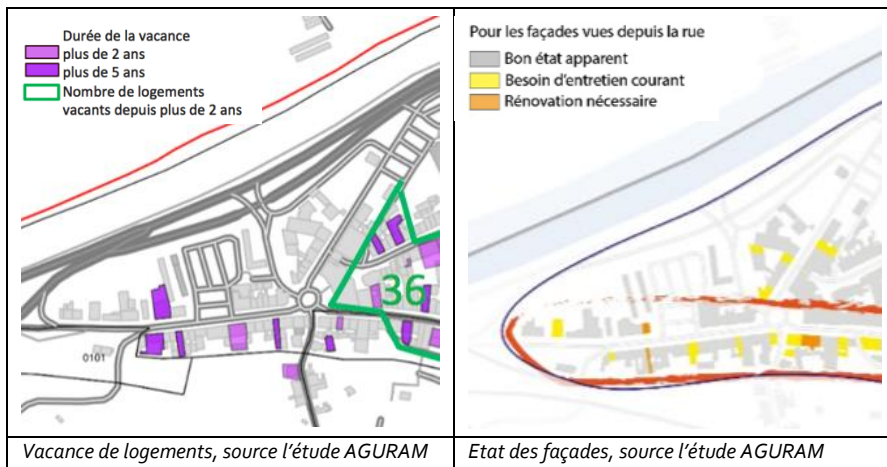 Durée de la vacance
plus de 2 ans
plus de 5 ans
Nombre de logements
vacants depuis plus de 2 ans
36
0101
Vacance de logements, source l'étude AGURAM
Pour les façades vues depuis la rue
Bon état apparent
Besoin d'entretien courant
Rénovation nécessaire
Etat des façades, source l'étude AGURAM